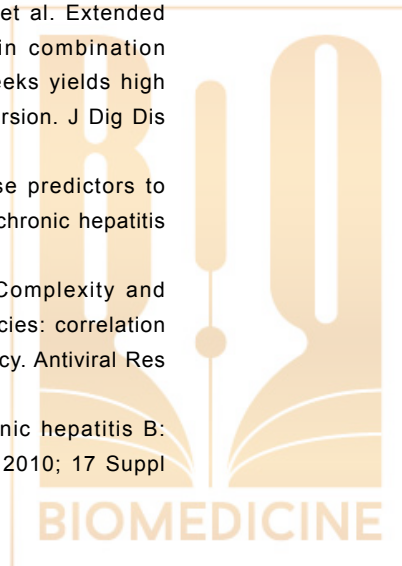 et al. Extended
in combination
eeks yields high
rsion. J Dig Dis
se predictors to
chronic hepatitis
Complexity and
cies: correlation
cy. Antiviral Res
nic hepatitis B:
2010; 17 Suppl
BIOMEDICINE